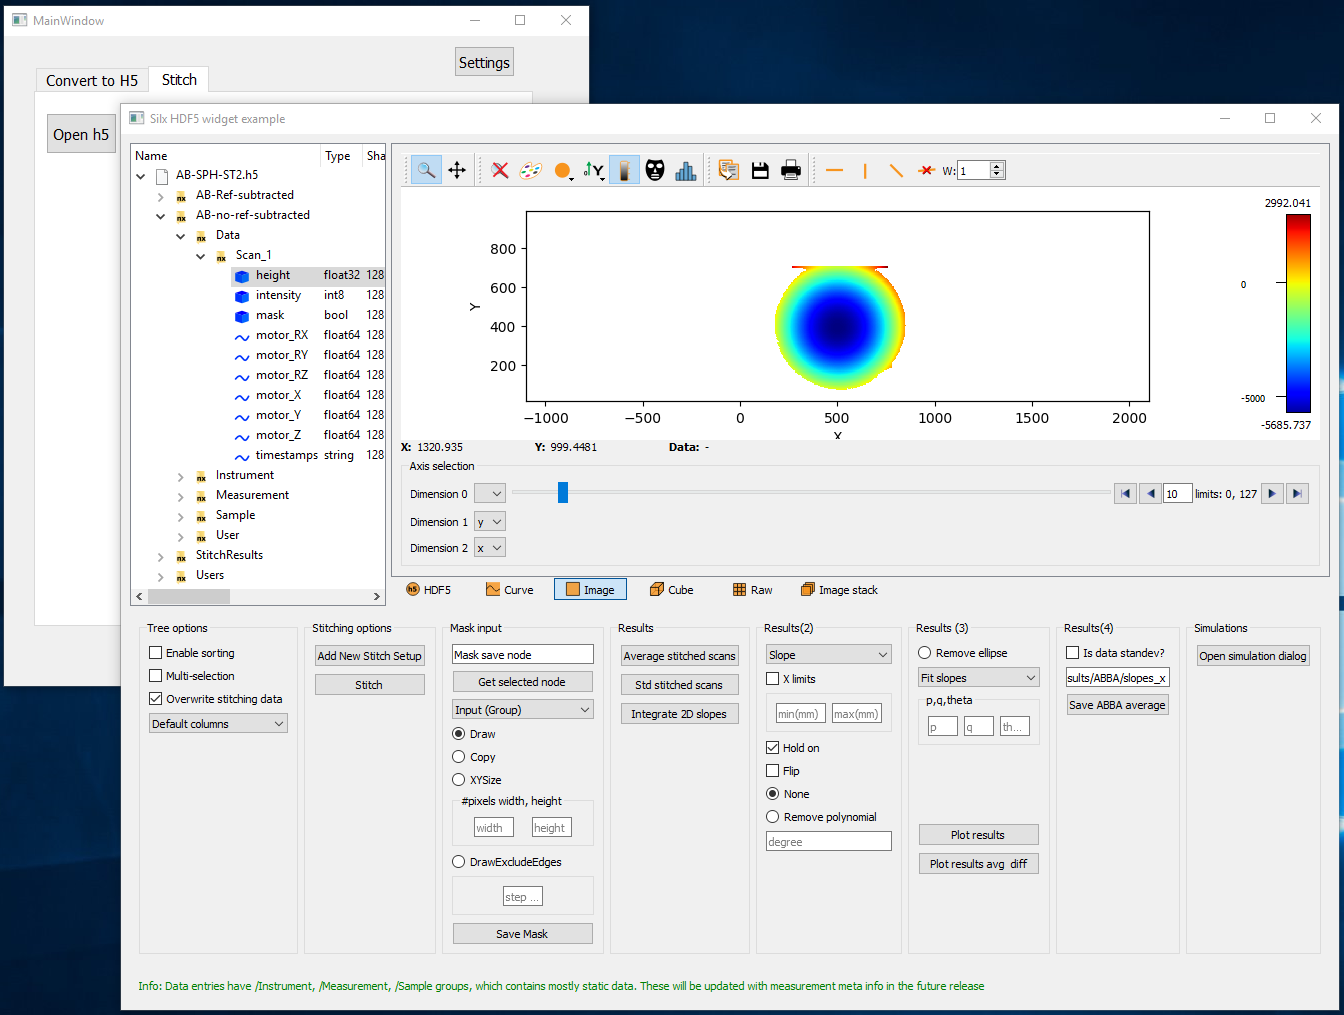 MainWindow
Settings
Convert to H5
Stitch
Open h5
Silx HDF5 widget example
Name Type Sha
AB-SPH-ST2.h5
AB-Ref-subtracted
AB-no-ref-subtracted
Data
Scan_1
height float32 128
intensity int8 128
mask bool 128
motor_RX float64 128
motor_RY float64 128
motor_RZ float64 128
motor_X float64 128
motor_Y float64 128
motor_Z float64 128
timestamps string 128
Instrument
Measurement
Sample
User
StitchResults
Users
W: 1
800
600
400
200
Y
−1000 −500 0 500 1000 1500 2000
X
2992.041
0
-5000
-5685.737
X: 1320.935 Y: 999.4481 Data: -
Axis selection
Dimension 0
10 limits: 0, 127
Dimension 1 y
Dimension 2 x
HDF5 Curve Image Cube Raw Image stack
Tree options
Enable sorting
Multi-selection
Overwrite stitching data
Default columns
Stitching options
Add New Stitch Setup
Stitch
Mask input
Mask save node
Get selected node
Input (Group)
Draw
Copy
XYSize
#pixels width, height
width height
DrawExcludeEdges
step ...
Save Mask
Results
Average stitched scans
Std stitched scans
Integrate 2D slopes
Results(2)
Slope
X limits
min(mm) max(mm)
Hold on
Flip
None
Remove polynomial
degree
Results (3)
Remove ellipse
Fit slopes
p,q,theta
p q th...
Plot results
Plot results avg diff
Results(4)
Is data standev?
sults/ABBA/slopes_x
Save ABBA average
Simulations
Open simulation dialog
Info: Data entries have /Instrument, /Measurement, /Sample groups, which contains mostly static data. These will be updated with measurement meta info in the future release